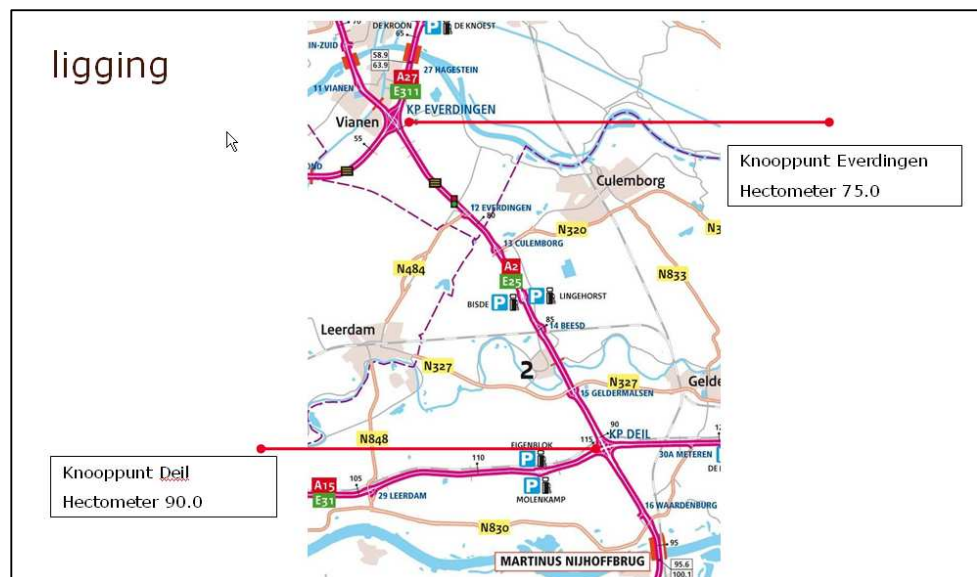 ligging
DE KROON
DE KNOEST
65
58.9
63.9
27 HAGESTEIN
A27
E311
11 VIANEN
KP EVERDINGEN
Vianen
55
Knooppunt Everdingen
Hectometer 75.0
Culemborg
12 EVERDINGEN
80
N320
13 CULEMBORG
N484
A2
E25
N833
BISDE
P
P
LINGEHORST
85
14 BEESD
Leerdam
N327
2
N327
15 GELDERMALSEN
90
KP DEIL
N848
EIGENBLOK
115
P
30A METEREN
Knooppunt Deil
Hectometer 90.0
110
105
A15
E31
29 LEERDAM
P
MOLENKAMP
16 WAARDENBURG
N830
95
MARTINUS NIJHOFFBRUG
95.6
100.1